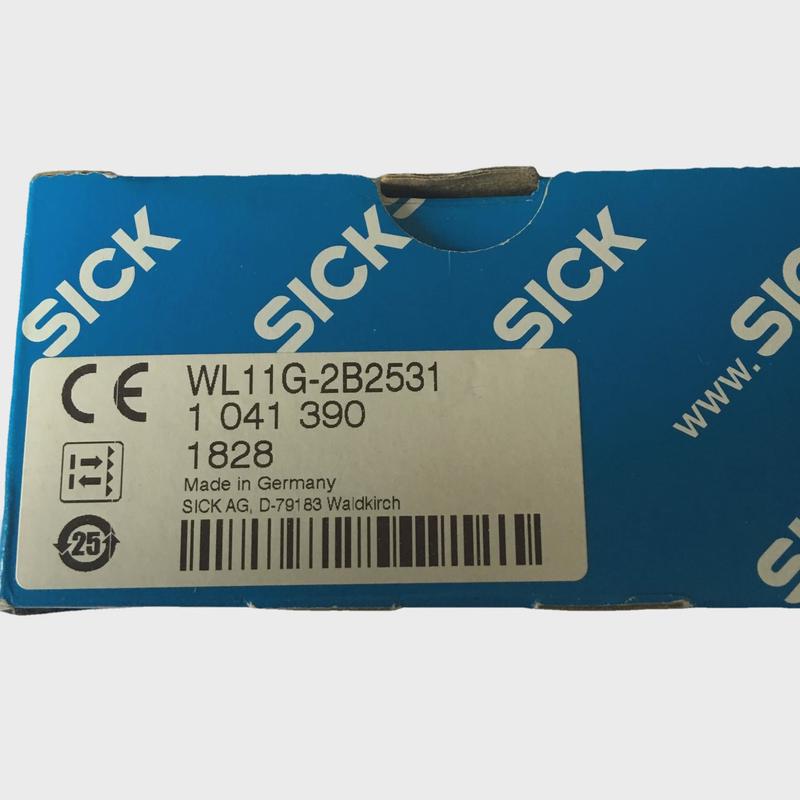 SICK
SICK
SICK
SICK
www.
S
CE
WL11G-2B2531
1 041 390
1828
Made in Germany
SICK AG, D-79183 Waldkirch
25